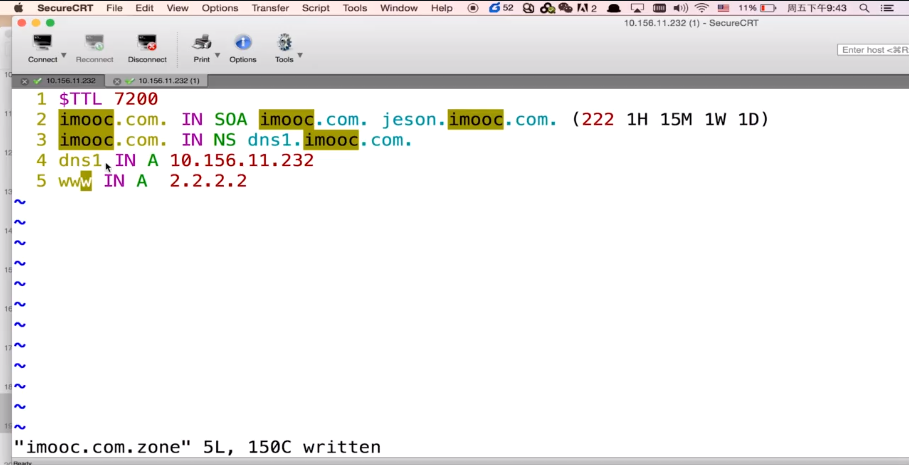 SecureCRT File Edit View Options Transfer Script Tools Window Help 52 2 11% 周五下午9:43
10.156.11.232 (1) - SecureCRT
Connect Reconnect Disconnect Print Options Tools
Enter host <⌘R
10.156.11.232 10.156.11.232 (1)
1 $TTL 7200
2 imooc.com. IN SOA imooc.com. jeson.imooc.com. (222 1H 15M 1W 1D)
3 imooc.com. IN NS dns1.imooc.com.
4 dns1 IN A 10.156.11.232
5 www IN A 2.2.2.2
~
~
~
~
~
~
~
~
~
~
~
~
"imooc.com.zone" 5L, 150C written
Ready